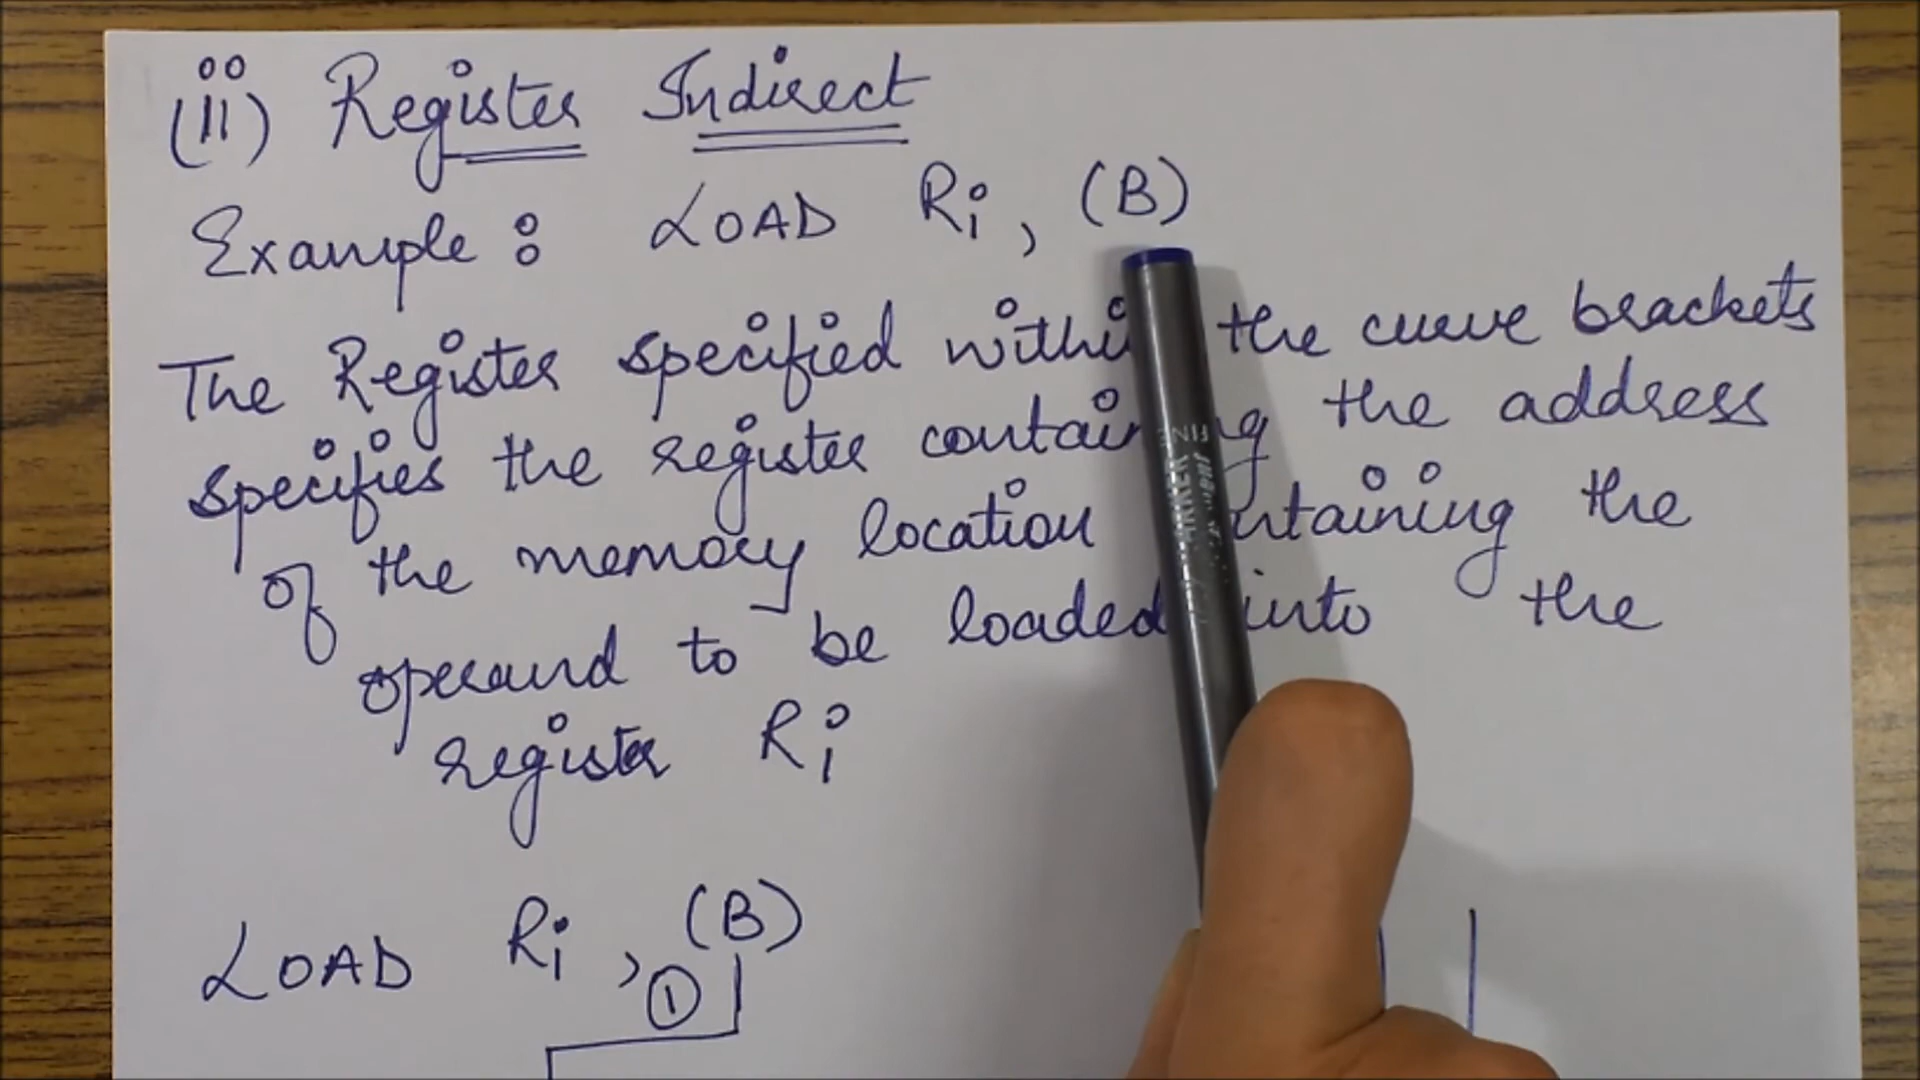 (ii) Register Indirect
Example : LOAD Ri, (B)
The Register specified within the curve brackets
specifies the register containing the address
of the memory location containing the
operand to be loaded into the
register Ri
LOAD Ri, (B)
1